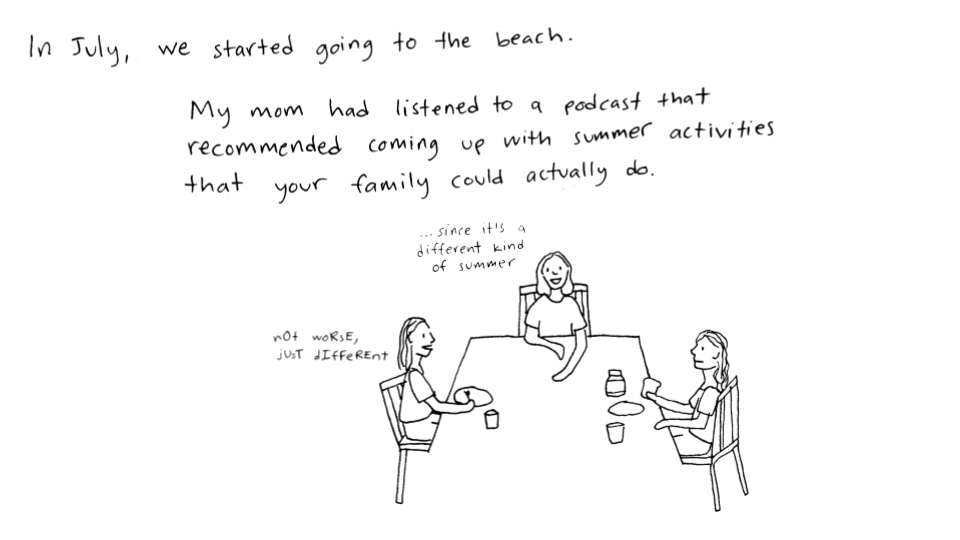 In July, we started going to the beach.
My mom had listened to a podcast that
recommended coming up with summer activities
that your family could actually do.
...since it's a
different kind
of summer
nOt woRsE,
jUsT dIffeREnt